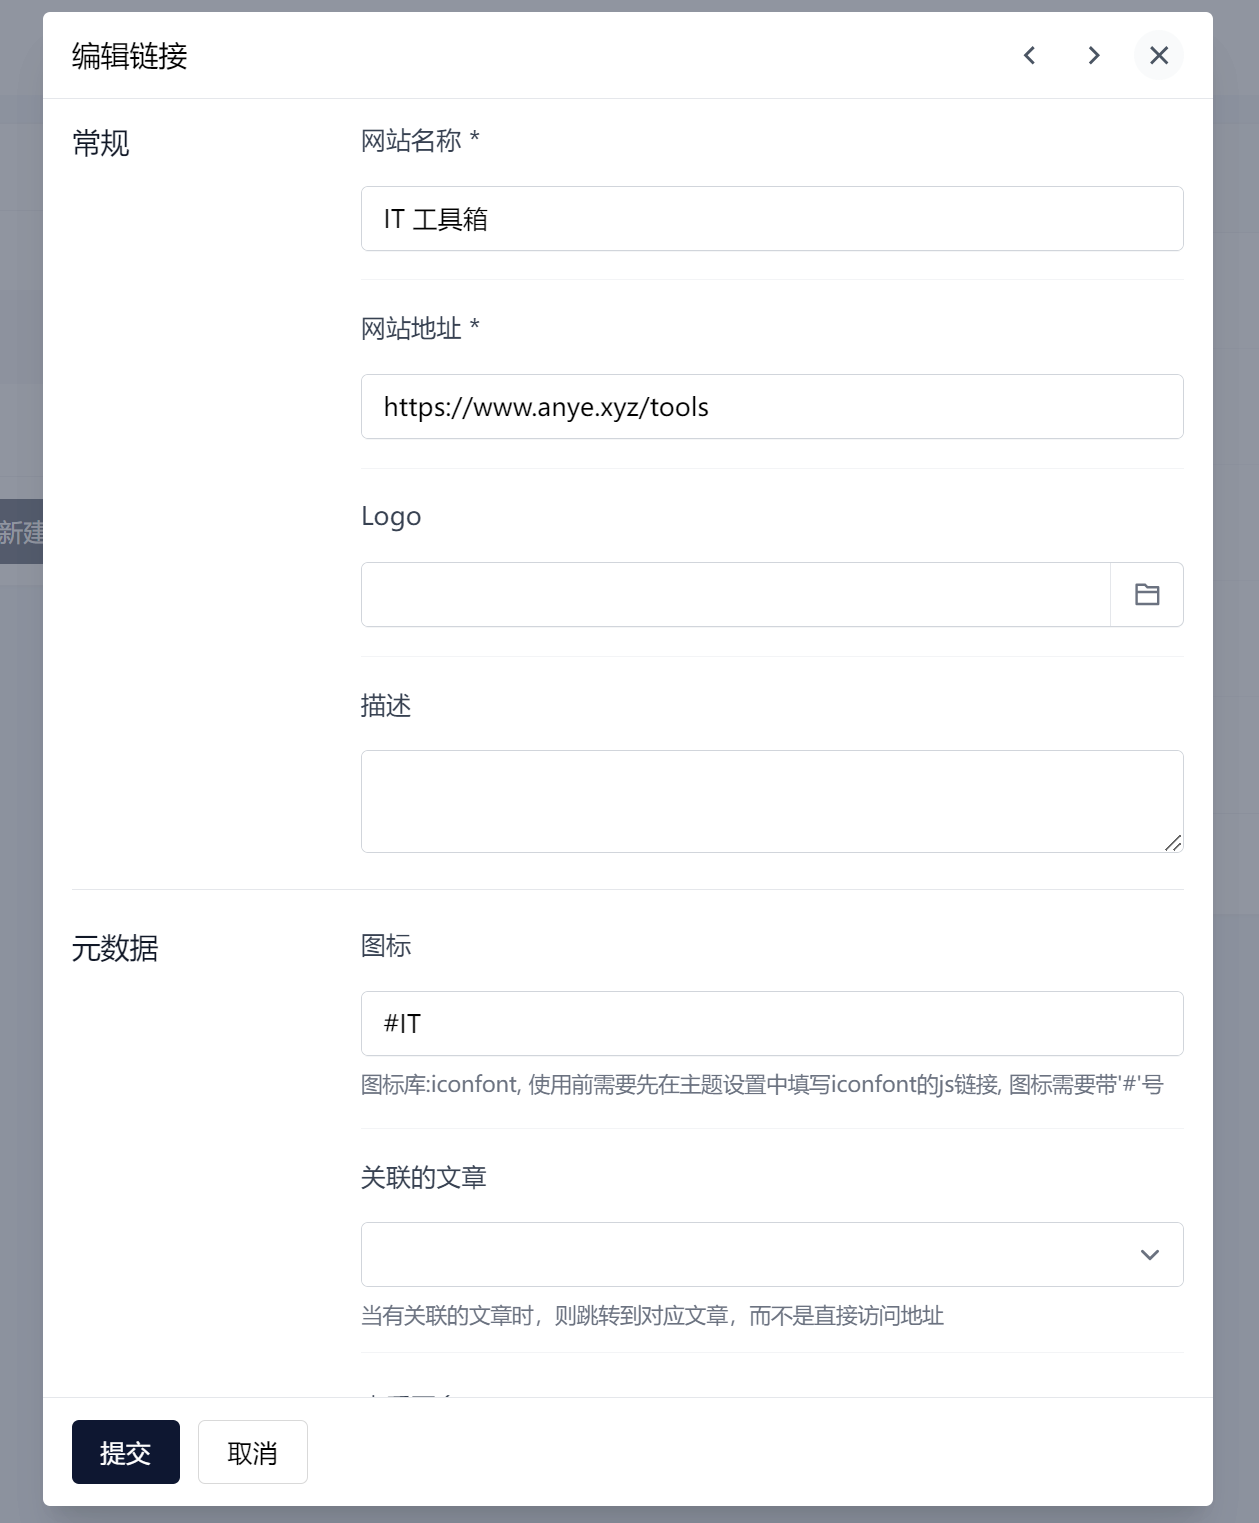 编辑链接
常规
网站名称 *
IT 工具箱
网站地址 *
https://www.anye.xyz/tools
Logo
新建
描述
元数据
图标
#IT
图标库:iconfont, 使用前需要先在主题设置中填写iconfont的js链接, 图标需要带'#'号
关联的文章
当有关联的文章时，则跳转到对应文章，而不是直接访问地址
提交
取消